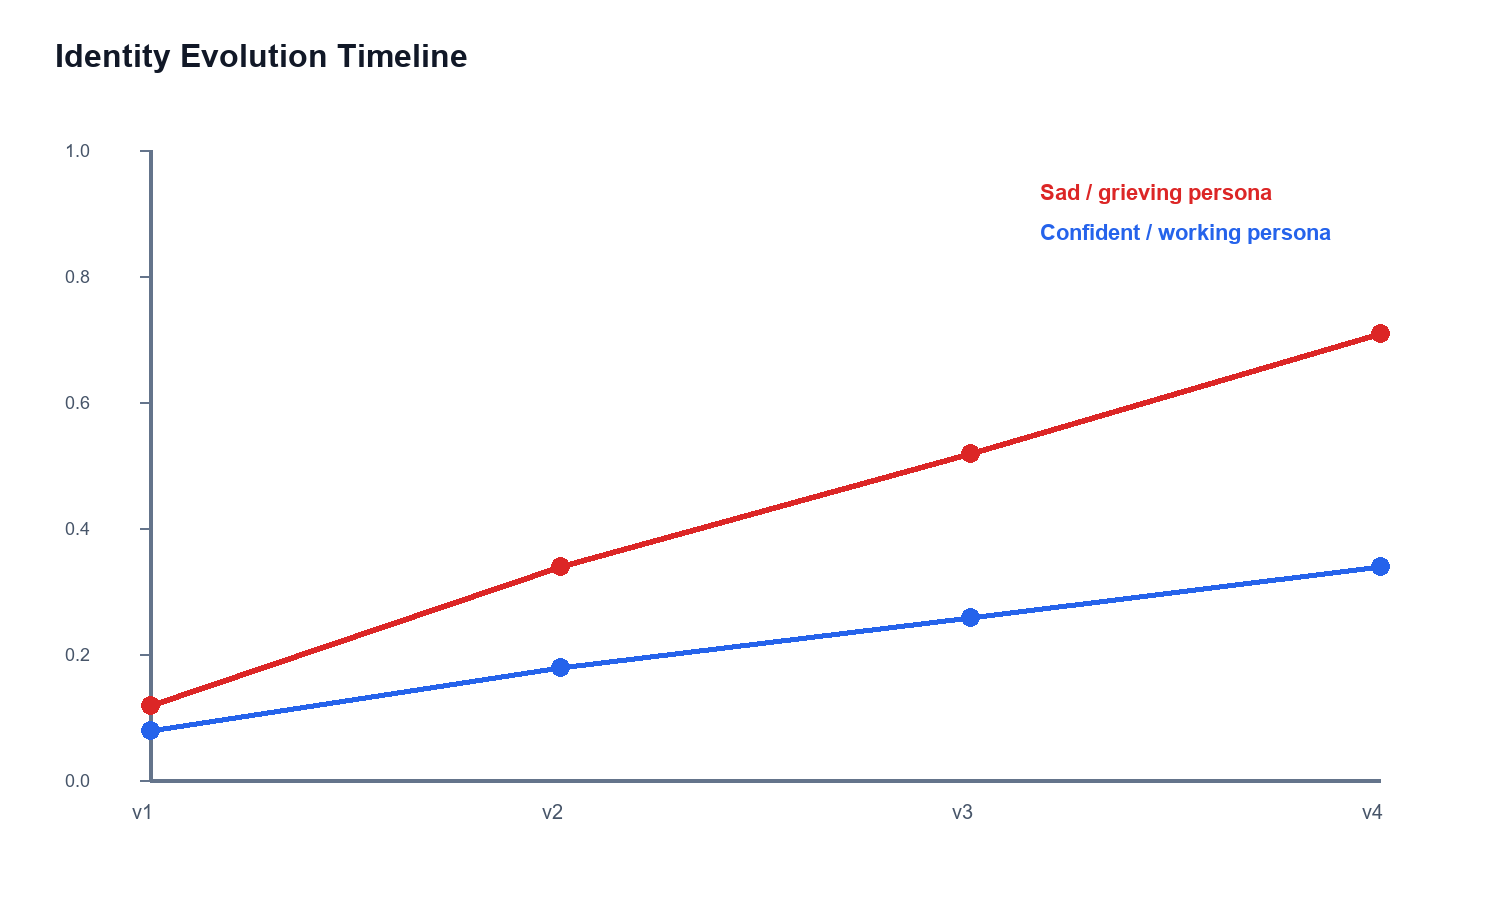 Identity Evolution Timeline
1.0
Sad / grieving persona
Confident / working persona
0.8
0.6
0.4
0.2
0.0
v1 v2 v3 v4